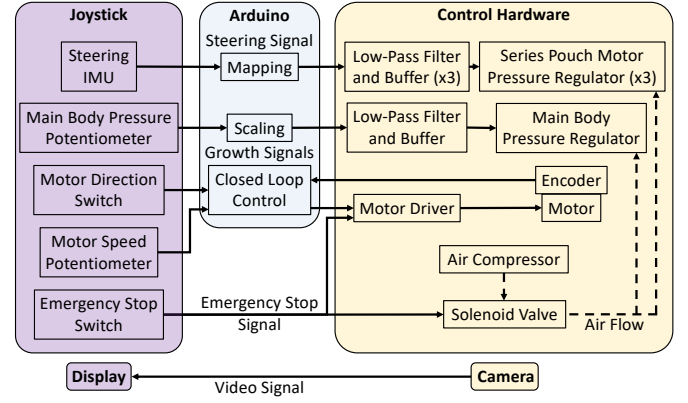 Joystick
Arduino
Control Hardware
Steering Signal
Steering
IMU
Mapping
Low-Pass Filter
and Buffer (x3)
Series Pouch Motor
Pressure Regulator (x3)
Main Body Pressure
Potentiometer
Scaling
Low-Pass Filter
and Buffer
Main Body
Pressure Regulator
Growth Signals
Motor Direction
Switch
Closed Loop
Control
Encoder
Motor Driver
Motor
Motor Speed
Potentiometer
Air Compressor
Emergency Stop
Switch
Emergency Stop
Signal
Solenoid Valve
Air Flow
Display
Video Signal
Camera